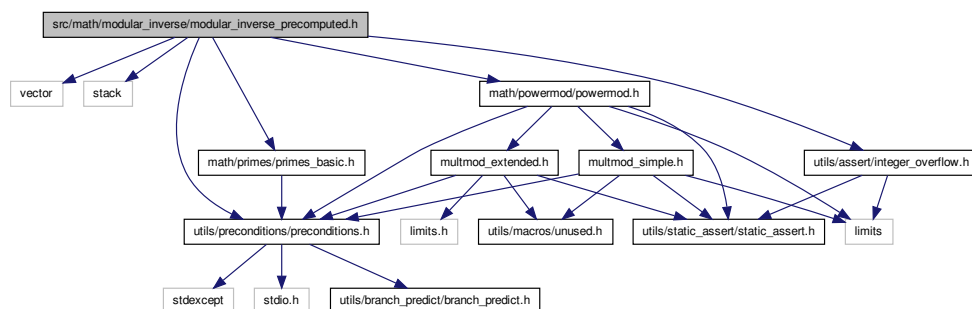 src/math/modular_inverse/modular_inverse_precomputed.h
vector
stack
math/powermod/powermod.h
math/primes/primes_basic.h
multmod_extended.h
multmod_simple.h
utils/assert/integer_overflow.h
utils/preconditions/preconditions.h
limits.h
utils/macros/unused.h
utils/static_assert/static_assert.h
limits
stdexcept
stdio.h
utils/branch_predict/branch_predict.h